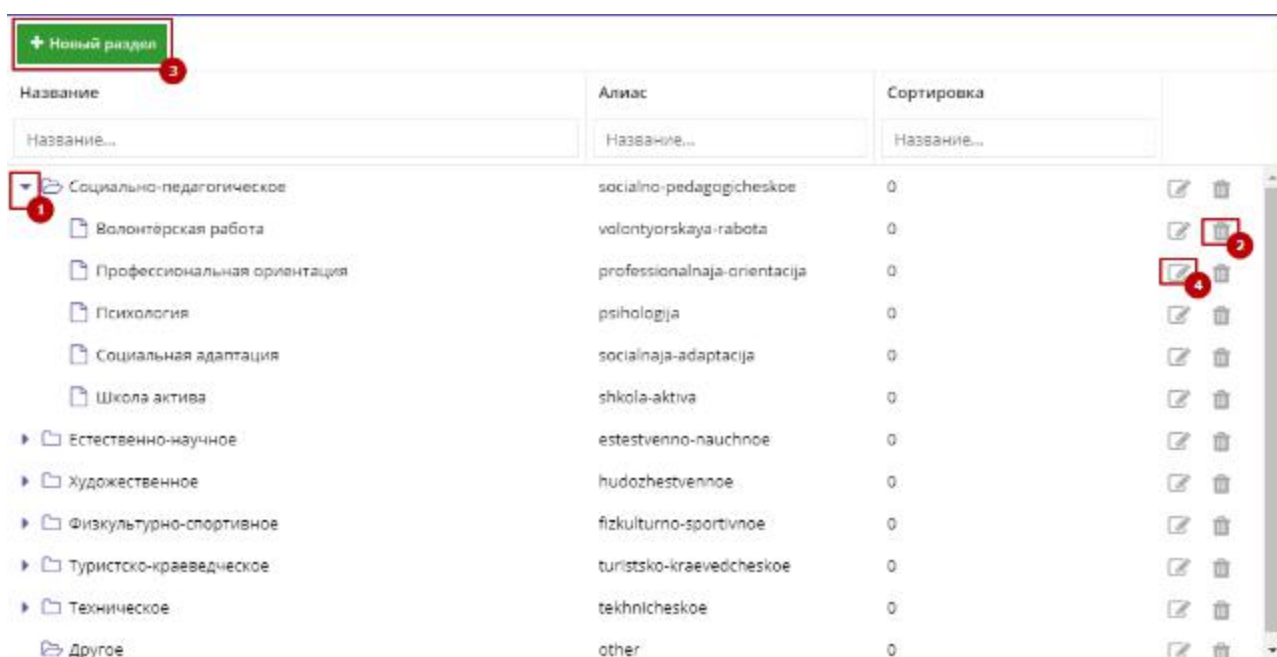 + Новый раздел
3
Название Алиас Сортировка
Название... Название... Название...
Социально-педагогическое socialno-pedagogicheskoe 0
1
Волонтёрская работа volontyorskaya-rabota 0
2
Профессиональная ориентация professionalnaja-orientacija 0
4
Психология psihologija 0
Социальная адаптация socialnaja-adaptacija 0
Школа актива shkola-aktiva 0
Естественно-научное estestvenno-nauchnoe 0
Художественное hudozhestvennoe 0
Физкультурно-спортивное fizkulturno-sportivnoe 0
Туристско-краеведческое turistsko-kraevedcheskoe 0
Техническое tekhnicheskoe 0
Другое other 0